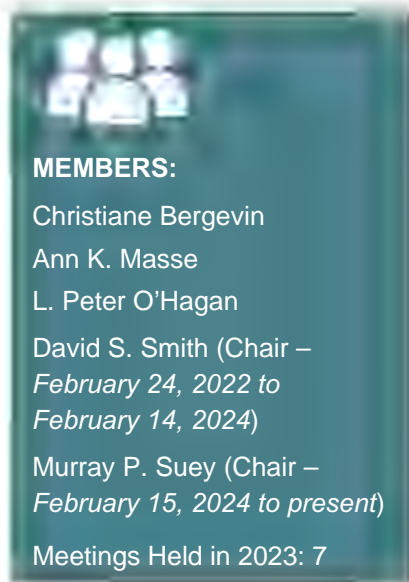 MEMBERS:
Christiane Bergevin
Ann K. Masse
L. Peter O’Hagan
David S. Smith (Chair –
February 24, 2022 to
February 14, 2024)
Murray P. Suey (Chair –
February 15, 2024 to present)
Meetings Held in 2023: 7